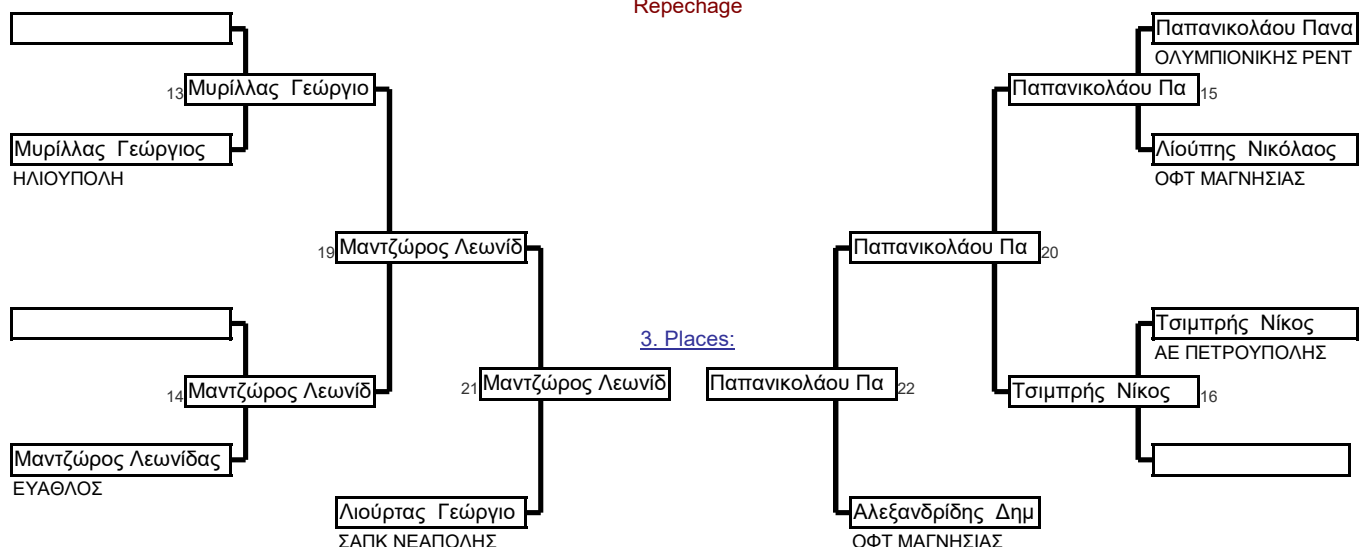 Repechage
Παπανικολάου Πανα
ΟΛΥΜΠΙΟΝΙΚΗΣ ΡΕΝΤ
13 Μυρίλλας Γεώργιο
Παπανικολάου Πα 15
Μυρίλλας Γεώργιος
ΗΛΙΟΥΠΟΛΗ
Λίούπης Νικόλαος
ΟΦΤ ΜΑΓΝΗΣΙΑΣ
19 Μαντζώρος Λεωνίδ
Παπανικολάου Πα 20
3. Places:
Τσιμπρής Νίκος
ΑΕ ΠΕΤΡΟΥΠΟΛΗΣ
14 Μαντζώρος Λεωνίδ
21 Μαντζώρος Λεωνίδ
Παπανικολάου Πα 22
Τσιμπρής Νίκος 16
Μαντζώρος Λεωνίδας
ΕΥΑΘΛΟΣ
Λιούρτας Γεώργιο
ΣΑΠΚ ΝΕΑΠΟΛΗΣ
Αλεξανδρίδης Δημ
ΟΦΤ ΜΑΓΝΗΣΙΑΣ